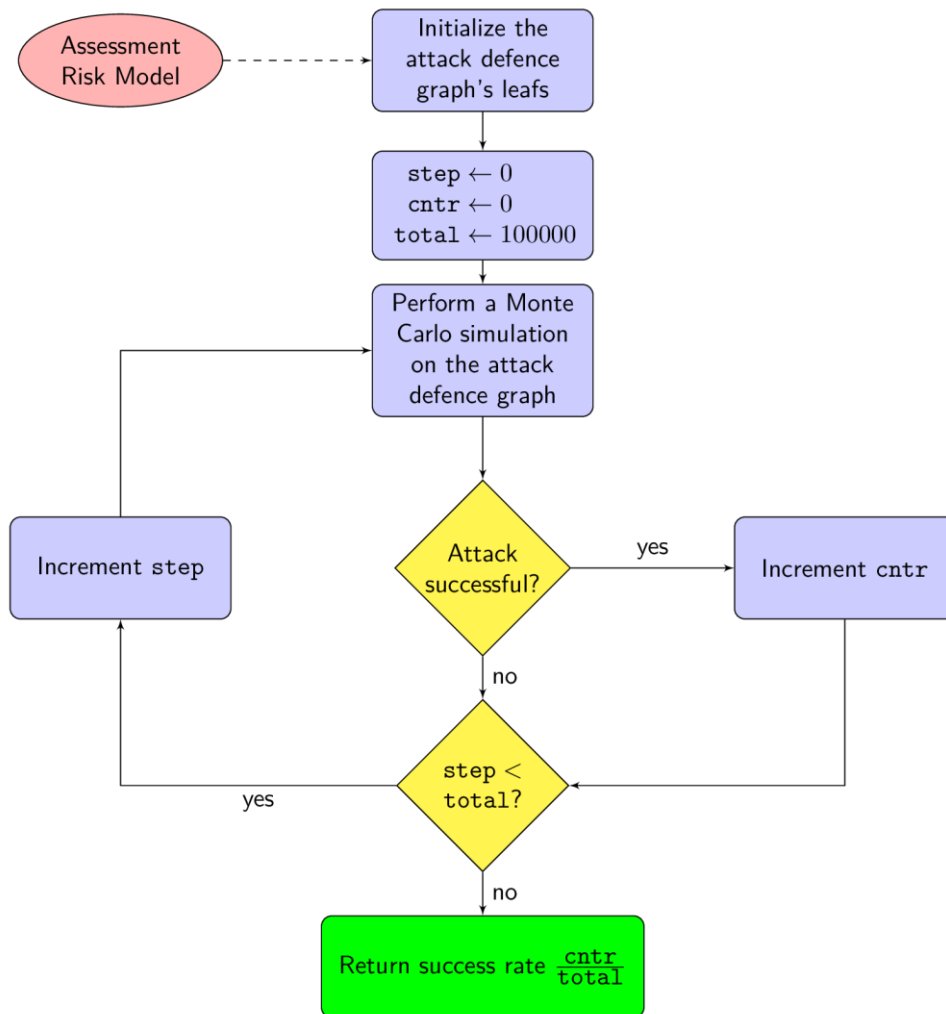 Assessment
Risk Model
Initialize the
attack defence
graph's leafs
step ← 0
cntr ← 0
total ← 100000
Perform a Monte
Carlo simulation
on the attack
defence graph
Increment step
Attack
successful?
yes
Increment cntr
no
step <
total?
yes
no
Return success rate cntr/total